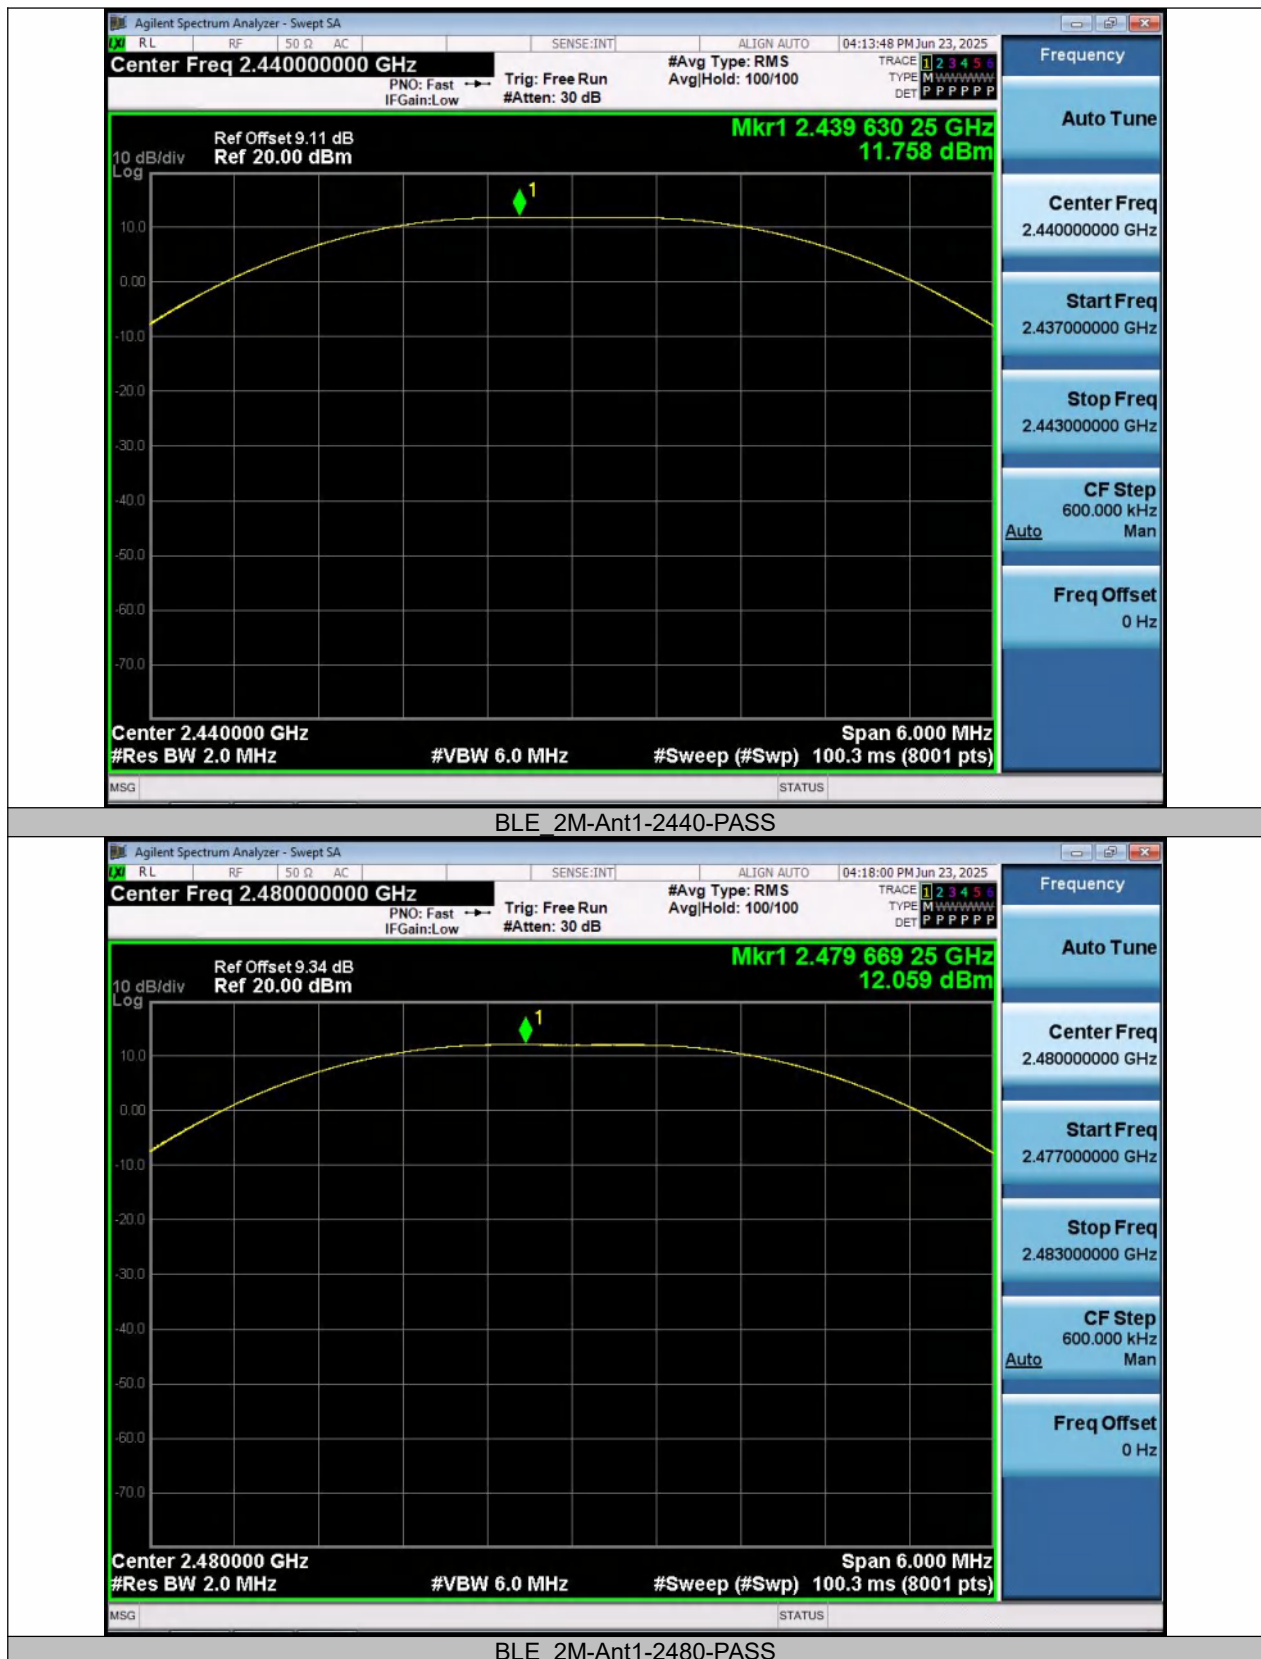 Agilent Spectrum Analyzer - Swept SA
LXI RL RF 50 Ω AC SENSE:INT ALIGN AUTO 04:13:48 PM Jun 23, 2025
Center Freq 2.440000000 GHz
PNO: Fast
IFGain:Low
Trig: Free Run
#Atten: 30 dB
#Avg Type: RMS
Avg|Hold: 100/100
TRACE 1 2 3 4 5 6
TYPE M WWWWW
DET P P P P P P
Ref Offset 9.11 dB
10 dB/div Ref 20.00 dBm
Log
Mkr1 2.439 630 25 GHz
11.758 dBm
1
10.0
0.00
-10.0
-20.0
-30.0
-40.0
-50.0
-60.0
-70.0
Center 2.440000 GHz Span 6.000 MHz
#Res BW 2.0 MHz #VBW 6.0 MHz #Sweep (#Swp) 100.3 ms (8001 pts)
MSG STATUS
Frequency
Auto Tune
Center Freq
2.440000000 GHz
Start Freq
2.437000000 GHz
Stop Freq
2.443000000 GHz
CF Step
600.000 kHz
Auto Man
Freq Offset
0 Hz
BLE_2M-Ant1-2440-PASS
Agilent Spectrum Analyzer - Swept SA
LXI RL RF 50 Ω AC SENSE:INT ALIGN AUTO 04:18:00 PM Jun 23, 2025
Center Freq 2.480000000 GHz
PNO: Fast
IFGain:Low
Trig: Free Run
#Atten: 30 dB
#Avg Type: RMS
Avg|Hold: 100/100
TRACE 1 2 3 4 5 6
TYPE M WWWWW
DET P P P P P P
Ref Offset 9.34 dB
10 dB/div Ref 20.00 dBm
Log
Mkr1 2.479 669 25 GHz
12.059 dBm
1
10.0
0.00
-10.0
-20.0
-30.0
-40.0
-50.0
-60.0
-70.0
Center 2.480000 GHz Span 6.000 MHz
#Res BW 2.0 MHz #VBW 6.0 MHz #Sweep (#Swp) 100.3 ms (8001 pts)
MSG STATUS
Frequency
Auto Tune
Center Freq
2.480000000 GHz
Start Freq
2.477000000 GHz
Stop Freq
2.483000000 GHz
CF Step
600.000 kHz
Auto Man
Freq Offset
0 Hz
BLE_2M-Ant1-2480-PASS